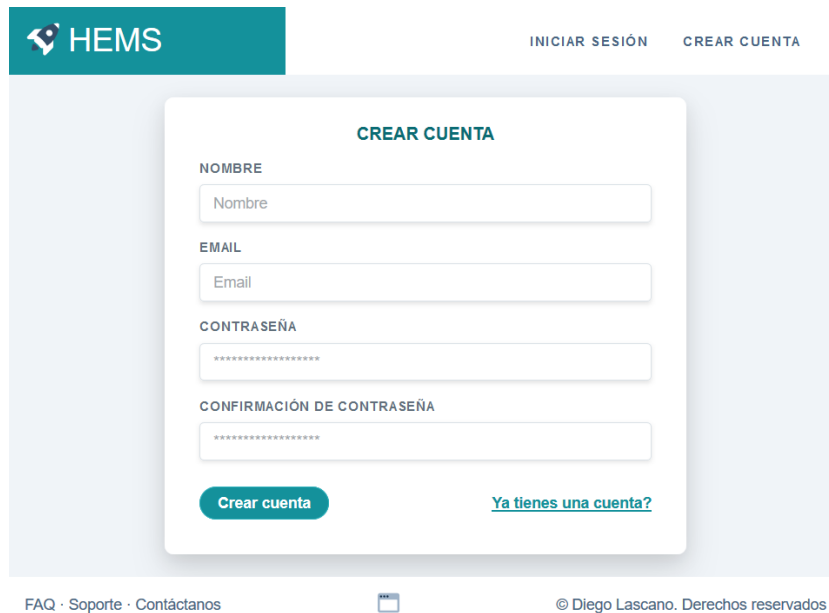 HEMS
INICIAR SESIÓN CREAR CUENTA
CREAR CUENTA
NOMBRE
Nombre
EMAIL
Email
CONTRASEÑA
******************
CONFIRMACIÓN DE CONTRASEÑA
******************
Crear cuenta Ya tienes una cuenta?
FAQ · Soporte · Contáctanos © Diego Lascano. Derechos reservados